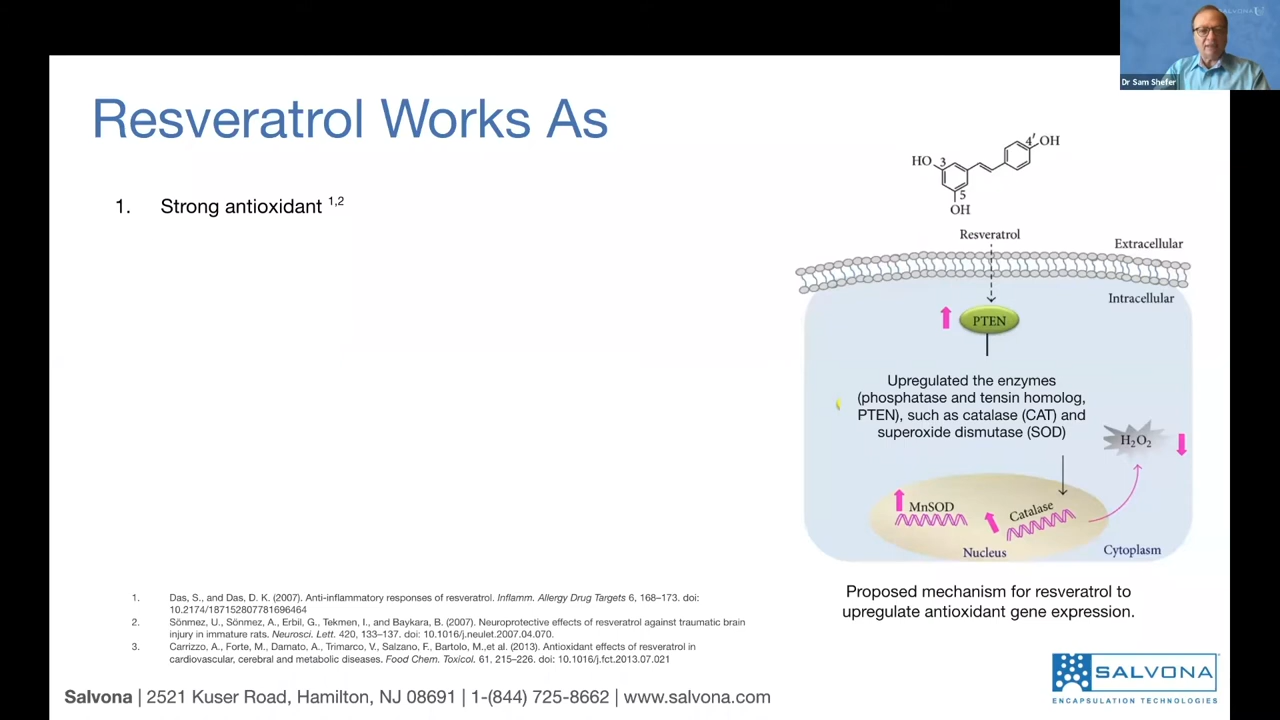 SALVONA U
Dr Sam Shefer
Resveratrol Works As
1. Strong antioxidant 1,2
4′ OH
HO 3
5
OH
Resveratrol
Extracellular
Intracellular
PTEN
Upregulated the enzymes
(phosphatase and tensin homolog,
PTEN), such as catalase (CAT) and
superoxide dismutase (SOD)
H₂O₂
MnSOD
Catalase
Nucleus
Cytoplasm
Proposed mechanism for resveratrol to
upregulate antioxidant gene expression.
1. Das, S., and Das, D. K. (2007). Anti-inflammatory responses of resveratrol. Inflamm. Allergy Drug Targets 6, 168–173. doi:
10.2174/187152807781696464
2. Sönmez, U., Sönmez, A., Erbil, G., Tekmen, I., and Baykara, B. (2007). Neuroprotective effects of resveratrol against traumatic brain
injury in immature rats. Neurosci. Lett. 420, 133–137. doi: 10.1016/j.neulet.2007.04.070.
3. Carrizzo, A., Forte, M., Damato, A., Trimarco, V., Salzano, F., Bartolo, M.,et al. (2013). Antioxidant effects of resveratrol in
cardiovascular, cerebral and metabolic diseases. Food Chem. Toxicol. 61, 215–226. doi: 10.1016/j.fct.2013.07.021
Salvona | 2521 Kuser Road, Hamilton, NJ 08691 | 1-(844) 725-8662 | www.salvona.com
SALVONA
ENCAPSULATION TECHNOLOGIES